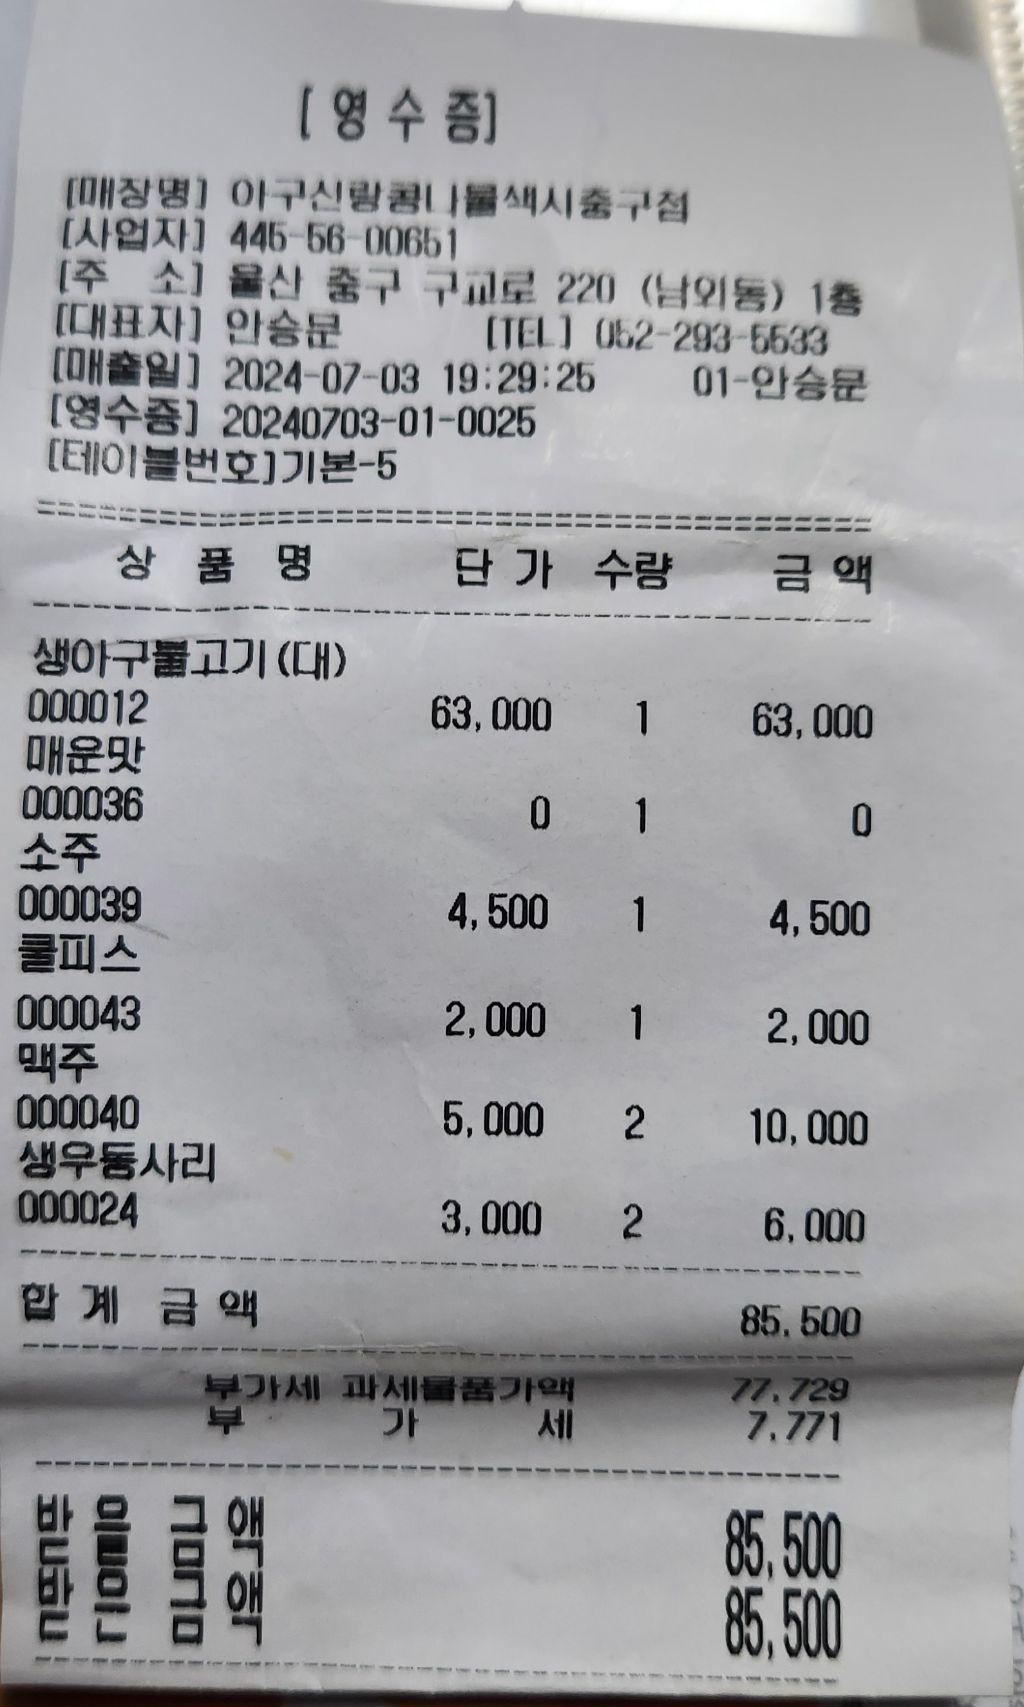 [ 영 수 증]
[매장명] 아구신랑콩나물색시중구점
[사업자] 445-56-00651
[주 소] 울산 중구 구교로 220 (남외동) 1층
[대표자] 안승문 [TEL] 052-293-5533
[매출일] 2024-07-03 19:29:25 01-안승문
[영수증] 20240703-01-0025
[테이블번호]기본-5
상 품 명 단 가 수량 금 액
생아구불고기(대)
000012 63,000 1 63,000
매운맛
000036 0 1 0
소주
000039 4,500 1 4,500
쿨피스
000043 2,000 1 2,000
맥주
000040 5,000 2 10,000
생우동사리
000024 3,000 2 6,000
합 계 금 액 85,500
부가세 과세물품가액 77,729
부 가 세 7,771
받 을 금 액 85,500
받 은 금 액 85,500